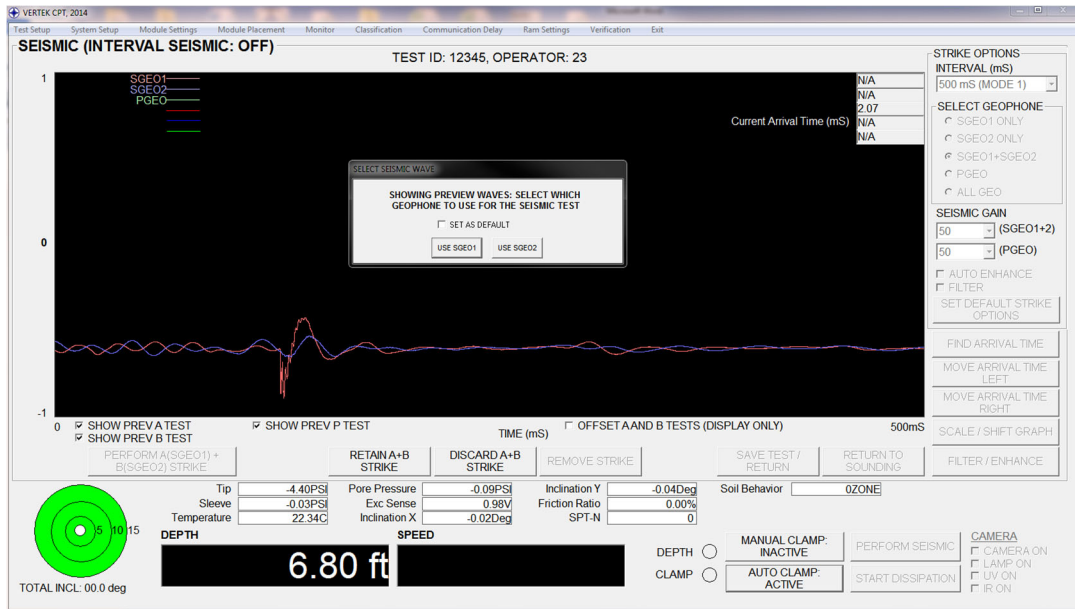 VERTEK CPT, 2014
Test Setup System Setup Module Settings Module Placement Monitor Classification Communication Delay Ram Settings Verification Exit
SEISMIC (INTERVAL SEISMIC: OFF)
TEST ID: 12345, OPERATOR: 23
1
SGEO1
SGEO2
PGEO
Current Arrival Time (mS)
N/A
N/A
2.07
N/A
N/A
SELECT SEISMIC WAVE
SHOWING PREVIEW WAVES: SELECT WHICH
GEOPHONE TO USE FOR THE SEISMIC TEST
SET AS DEFAULT
USE SGEO1 USE SGEO2
0
-1
0
TIME (mS)
500mS
SHOW PREV A TEST
SHOW PREV B TEST
SHOW PREV P TEST
OFFSET A AND B TESTS (DISPLAY ONLY)
PERFORM A(SGEO1) +
B(SGEO2) STRIKE
RETAIN A+B
STRIKE
DISCARD A+B
STRIKE
REMOVE STRIKE
SAVE TEST /
RETURN
RETURN TO
SOUNDING
STRIKE OPTIONS
INTERVAL (mS)
500 mS (MODE 1)
SELECT GEOPHONE
SGEO1 ONLY
SGEO2 ONLY
SGEO1+SGEO2
PGEO
ALL GEO
SEISMIC GAIN
50 (SGEO1+2)
50 (PGEO)
AUTO ENHANCE
FILTER
SET DEFAULT STRIKE
OPTIONS
FIND ARRIVAL TIME
MOVE ARRIVAL TIME
LEFT
MOVE ARRIVAL TIME
RIGHT
SCALE / SHIFT GRAPH
FILTER / ENHANCE
5 10 15
TOTAL INCL: 00.0 deg
Tip -4.40PSI
Sleeve -0.03PSI
Temperature 22.34C
Pore Pressure -0.09PSI
Exc Sense 0.98V
Inclination X -0.02Deg
Inclination Y -0.04Deg
Friction Ratio 0.00%
SPT-N 0
Soil Behavior 0ZONE
DEPTH
6.80 ft
SPEED
DEPTH
CLAMP
MANUAL CLAMP:
INACTIVE
AUTO CLAMP:
ACTIVE
PERFORM SEISMIC
START DISSIPATION
CAMERA
CAMERA ON
LAMP ON
UV ON
IR ON